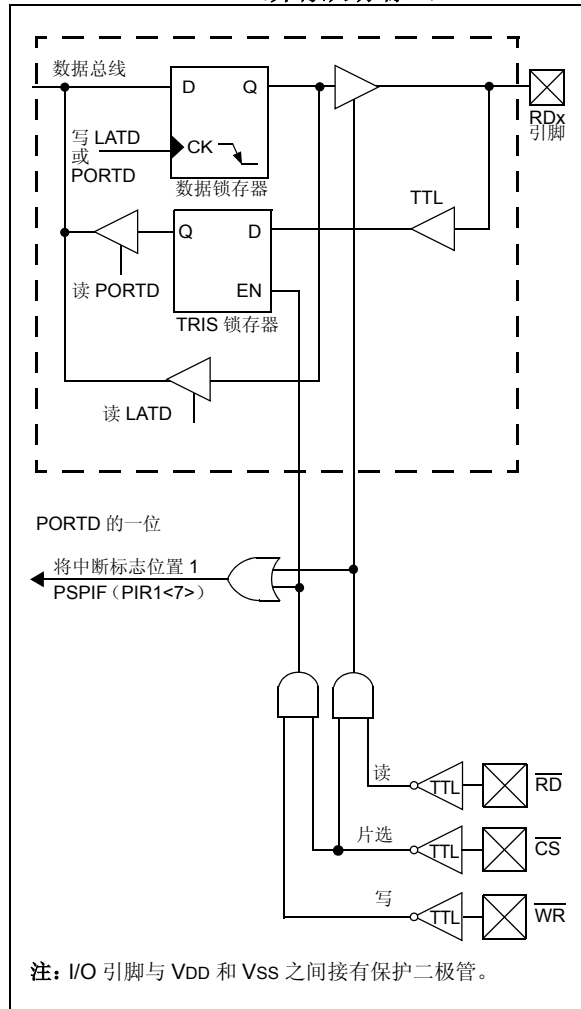 数据总线
D Q
RDx
引脚
写 LATD
或
PORTD
CK
数据锁存器
TTL
Q D
读 PORTD
EN
TRIS 锁存器
读 LATD
PORTD 的一位
将中断标志位置 1
PSPIF（PIR1<7>）
读
TTL
RD
片选
TTL
CS
写
TTL
WR
注: I/O 引脚与 VDD 和 VSS 之间接有保护二极管。